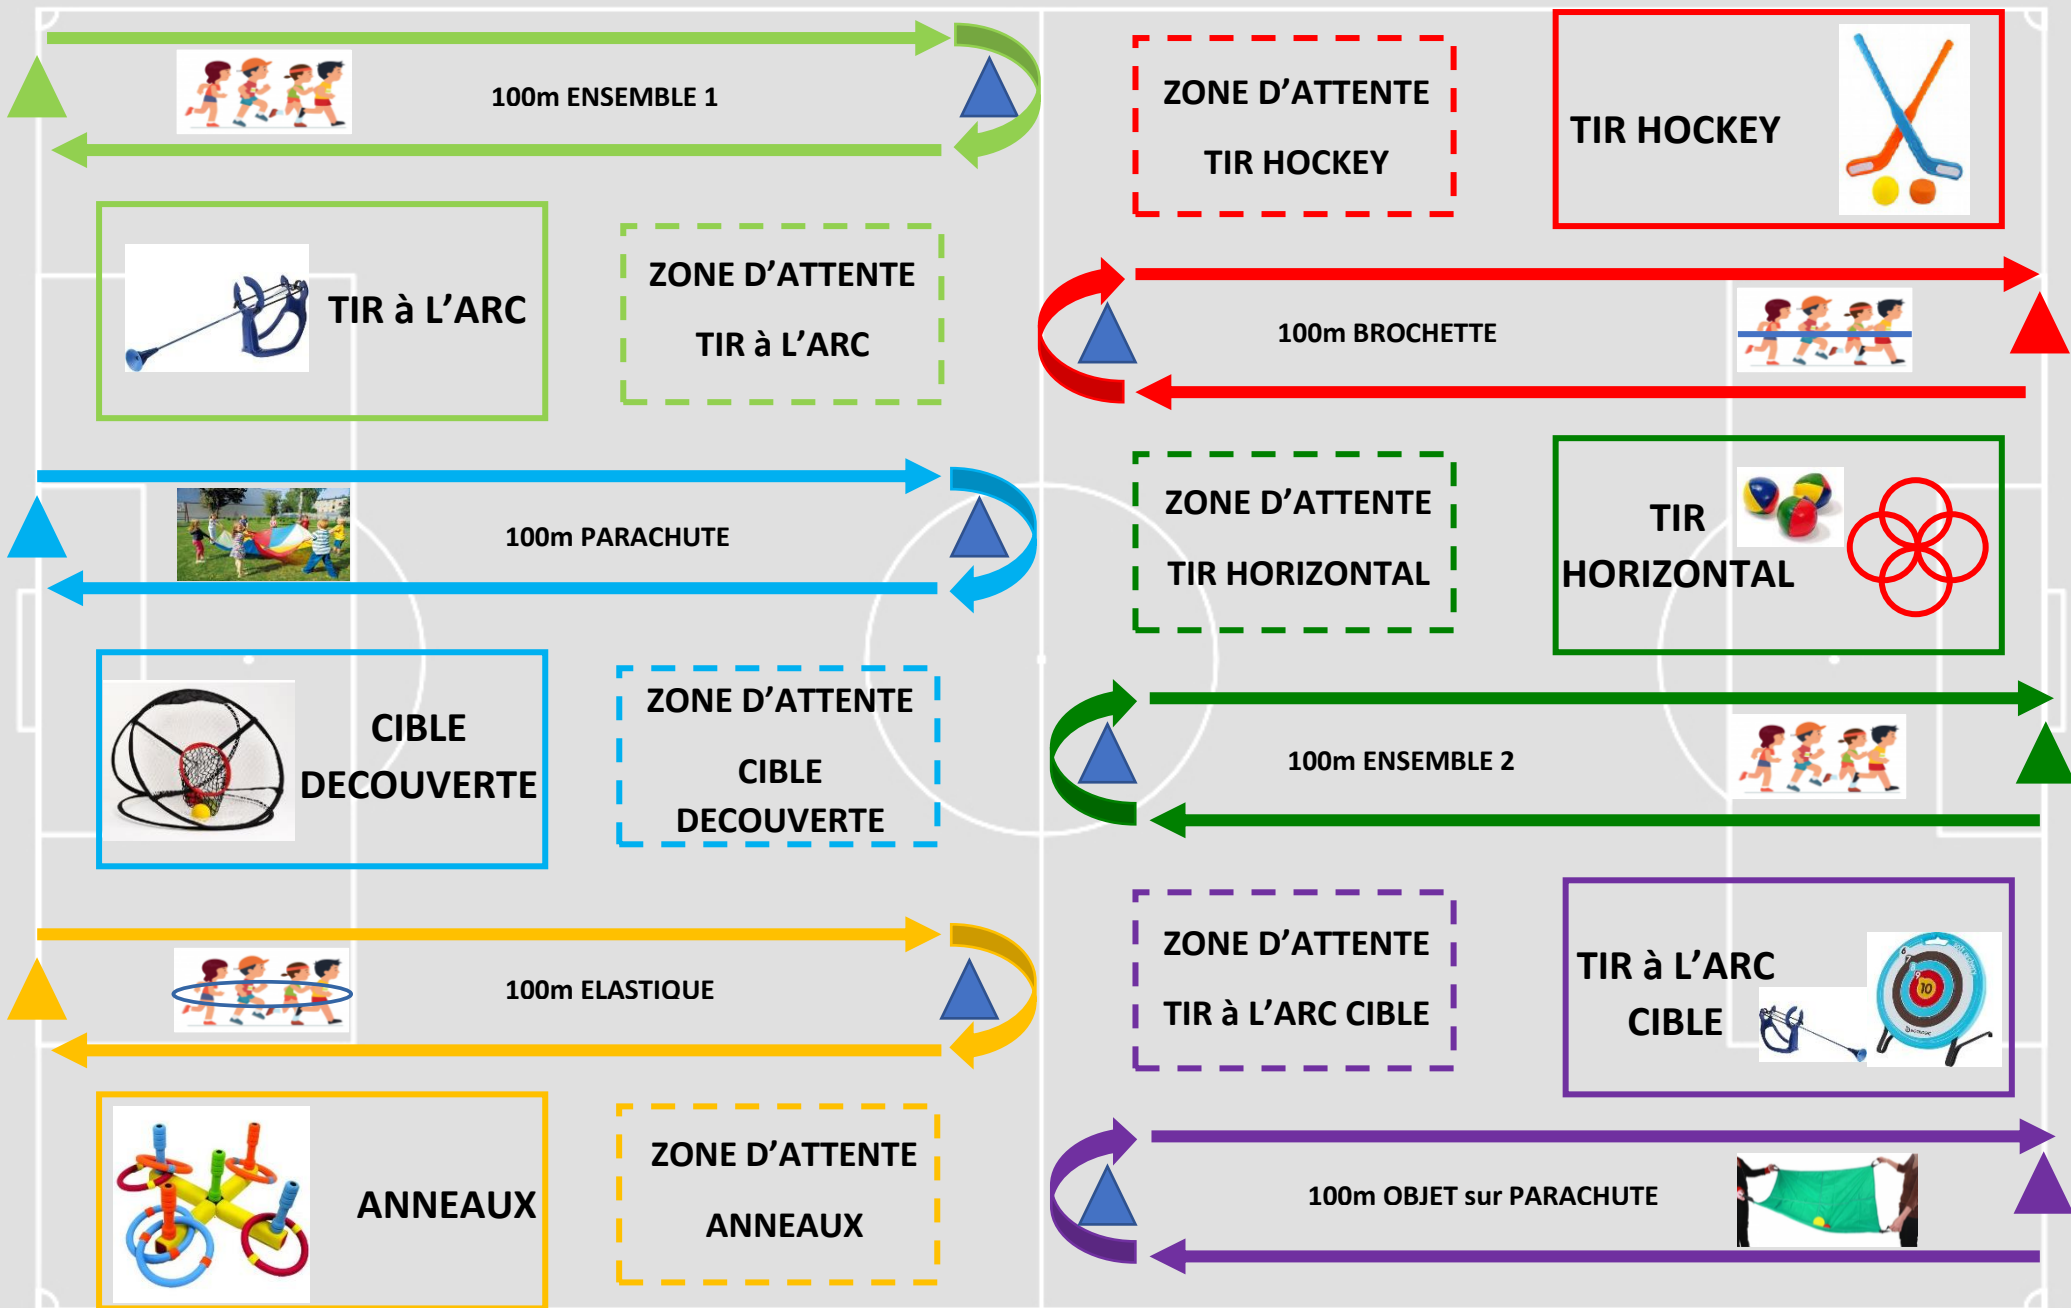 100m ENSEMBLE 1
ZONE D'ATTENTE
TIR HOCKEY
TIR HOCKEY
TIR à L'ARC
ZONE D'ATTENTE
TIR à L'ARC
100m BROCHETTE
100m PARACHUTE
ZONE D'ATTENTE
TIR HORIZONTAL
TIR
HORIZONTAL
CIBLE
DECOUVERTE
ZONE D'ATTENTE
CIBLE
DECOUVERTE
100m ENSEMBLE 2
100m ELASTIQUE
ZONE D'ATTENTE
TIR à L'ARC CIBLE
TIR à L'ARC
CIBLE
10
ANNEAUX
ZONE D'ATTENTE
ANNEAUX
100m OBJET sur PARACHUTE